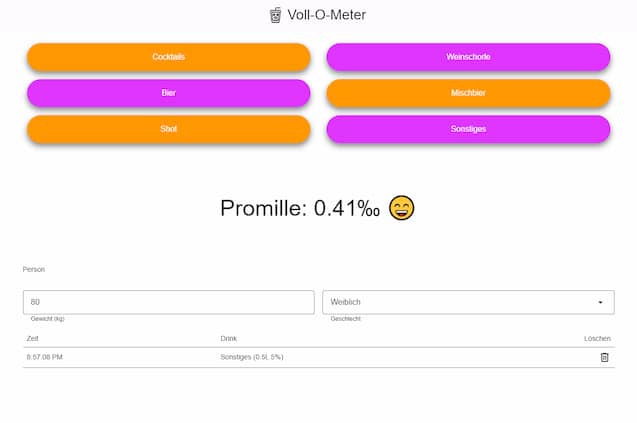 Voll-O-Meter
Cocktails
Weinschorle
Bier
Mischbier
Shot
Sonstiges
Promille: 0.41‰ 😄
Person
80
Weiblich
Gewicht (kg)
Geschlecht
Zeit Drink Löschen
8:57:08 PM Sonstiges (0.5l, 5%)